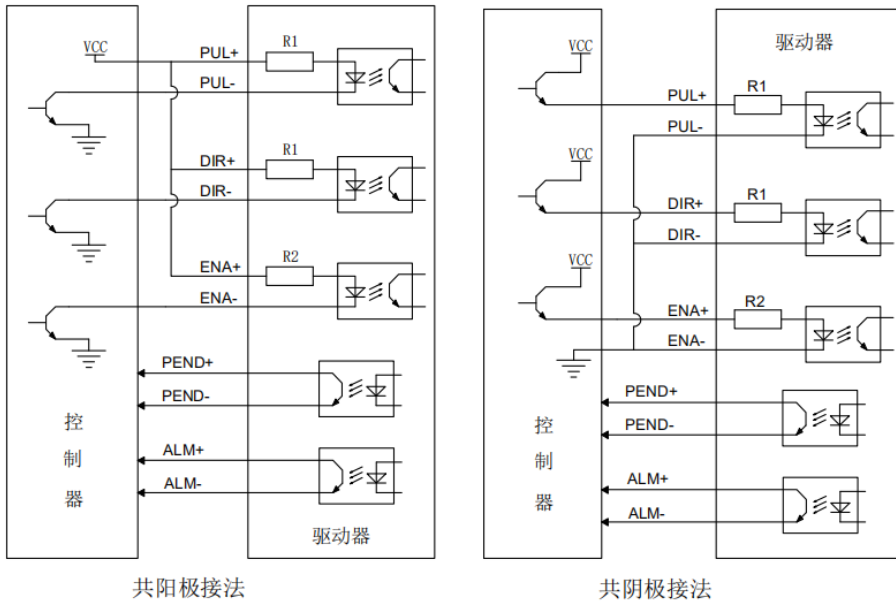 VCC
PUL+
R1
PUL-
DIR+
R1
DIR-
ENA+
R2
ENA-
PEND+
PEND-
ALM+
ALM-
控制器
驱动器
共阳极接法
驱动器
VCC
PUL+
R1
PUL-
VCC
DIR+
R1
DIR-
VCC
ENA+
R2
ENA-
PEND+
PEND-
ALM+
ALM-
控制器
共阴极接法